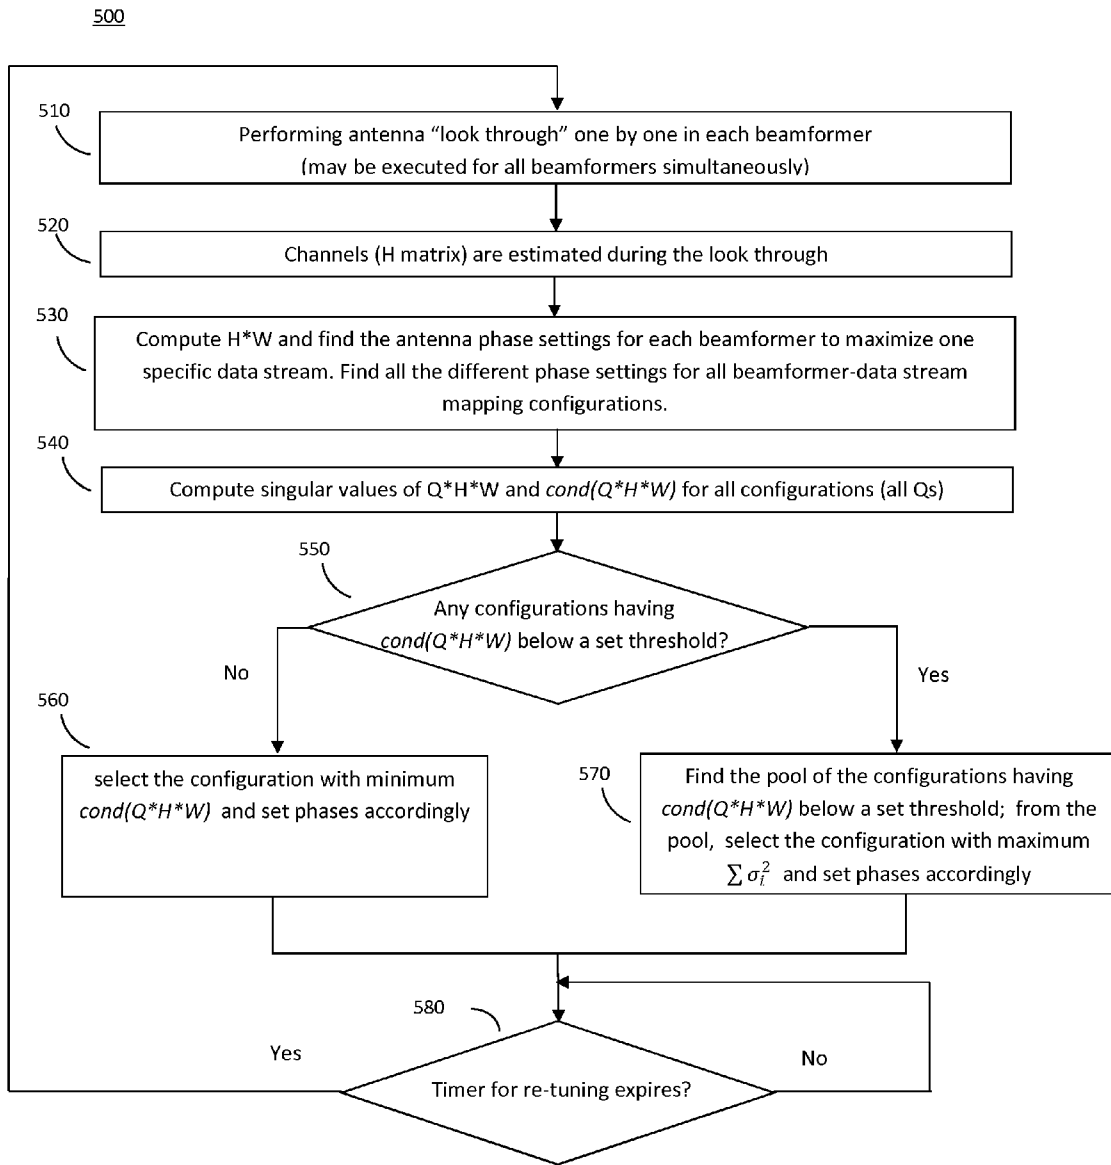 500
510
Performing antenna “look through” one by one in each beamformer
(may be executed for all beamformers simultaneously)
520
Channels (H matrix) are estimated during the look through
530
Compute H*W and find the antenna phase settings for each beamformer to maximize one
specific data stream. Find all the different phase settings for all beamformer-data stream
mapping configurations.
540
Compute singular values of Q*H*W and cond(Q*H*W) for all configurations (all Qs)
550
Any configurations having
cond(Q*H*W) below a set threshold?
No
Yes
560
select the configuration with minimum
cond(Q*H*W) and set phases accordingly
570
Find the pool of the configurations having
cond(Q*H*W) below a set threshold; from the
pool, select the configuration with maximum
∑ σᵢ² and set phases accordingly
580
Yes
No
Timer for re-tuning expires?